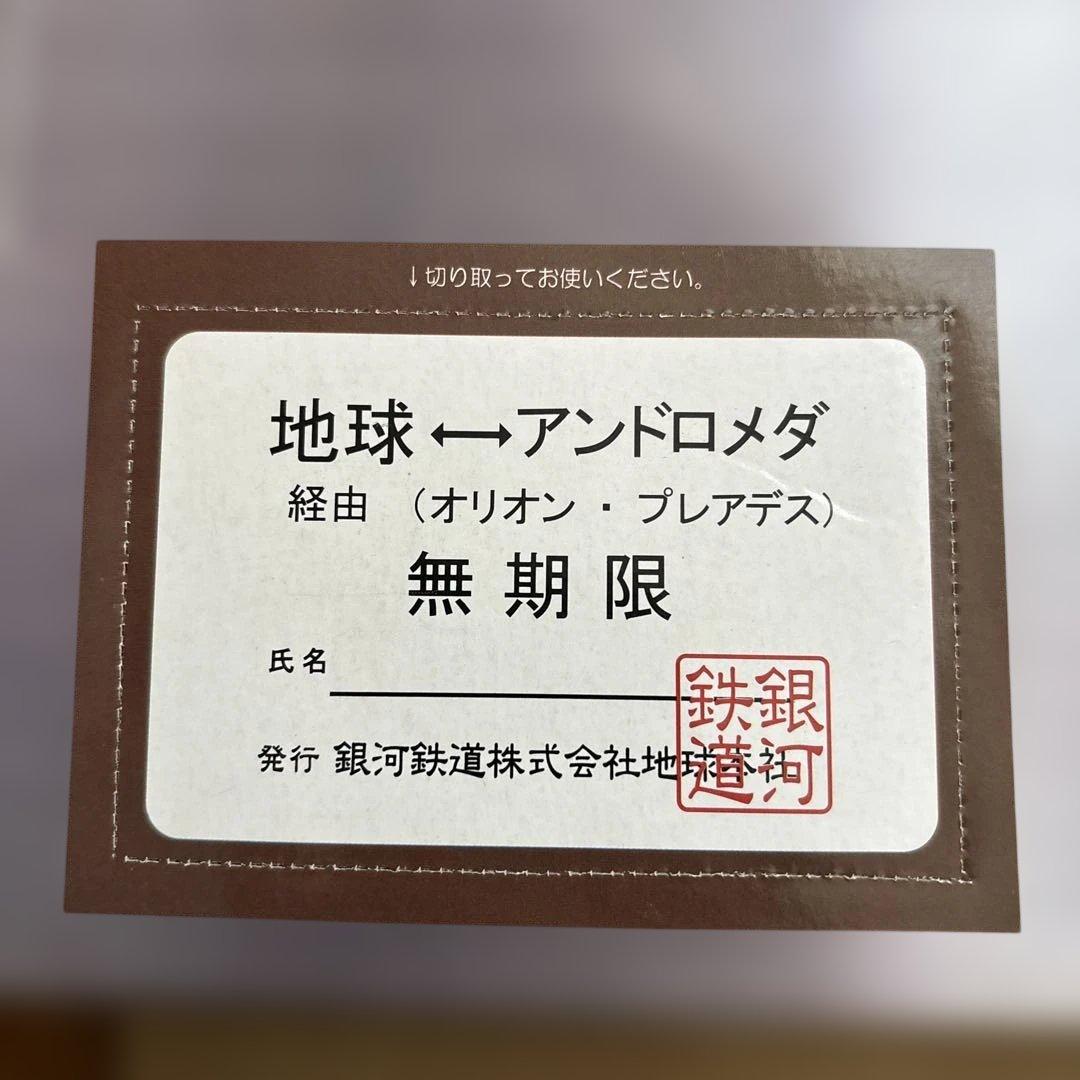 ↓切り取ってお使いください。
地球↔アンドロメダ
経由 (オリオン・プレアデス)
無期限
氏名
発行 銀河鉄道株式会社地球本社
銀河
鉄道